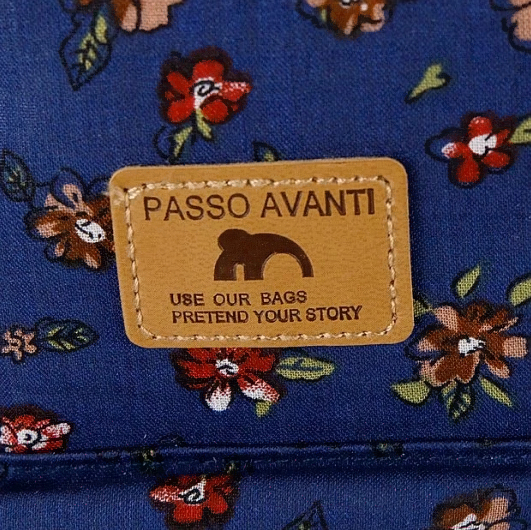 PASSO AVANTI
USE OUR BAGS
PRETEND YOUR STORY